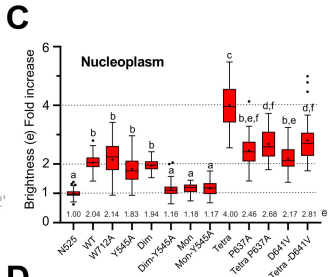 C
Nucleoplasm
Brightness (e) Fold increase
6
4
2
1
0
a
b
b
b
b
a
a
a
c
b,e,f
d,f
b,e
d,f
1.00 2.04 2.14 1.83 1.94 1.16 1.18 1.17 4.00 2.46 2.68 2.17 2.81
N525
WT
W712A
Y545A
Dim
Dim-Y545A
Mon
Mon-Y545A
Tetra
P637A
Tetra P637A
D641V
Tetra -D641V